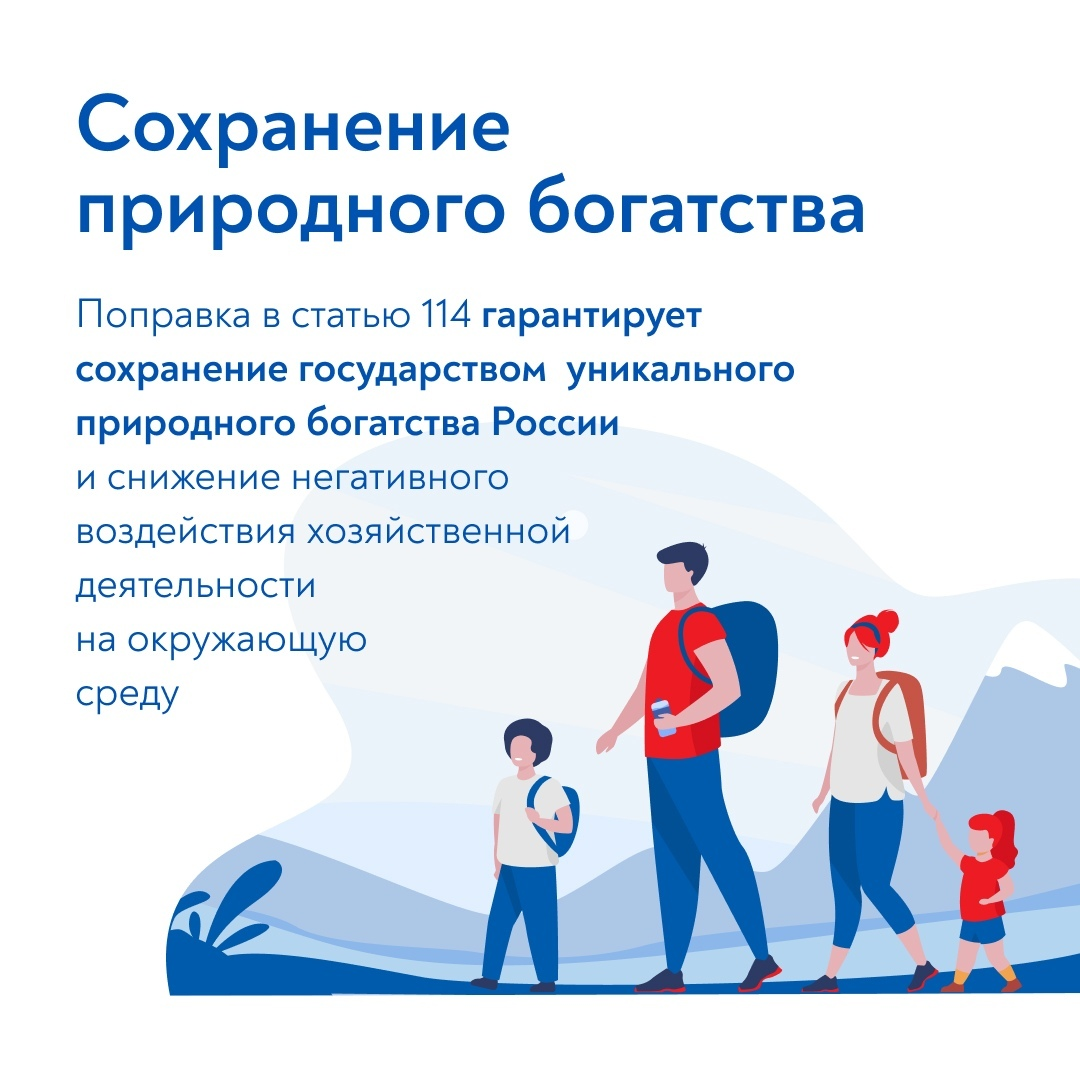 Сохранение
природного богатства
Поправка в статью 114 гарантирует
сохранение государством  уникального
природного богатства России
и снижение негативного
воздействия хозяйственной
деятельности
на окружающую
среду